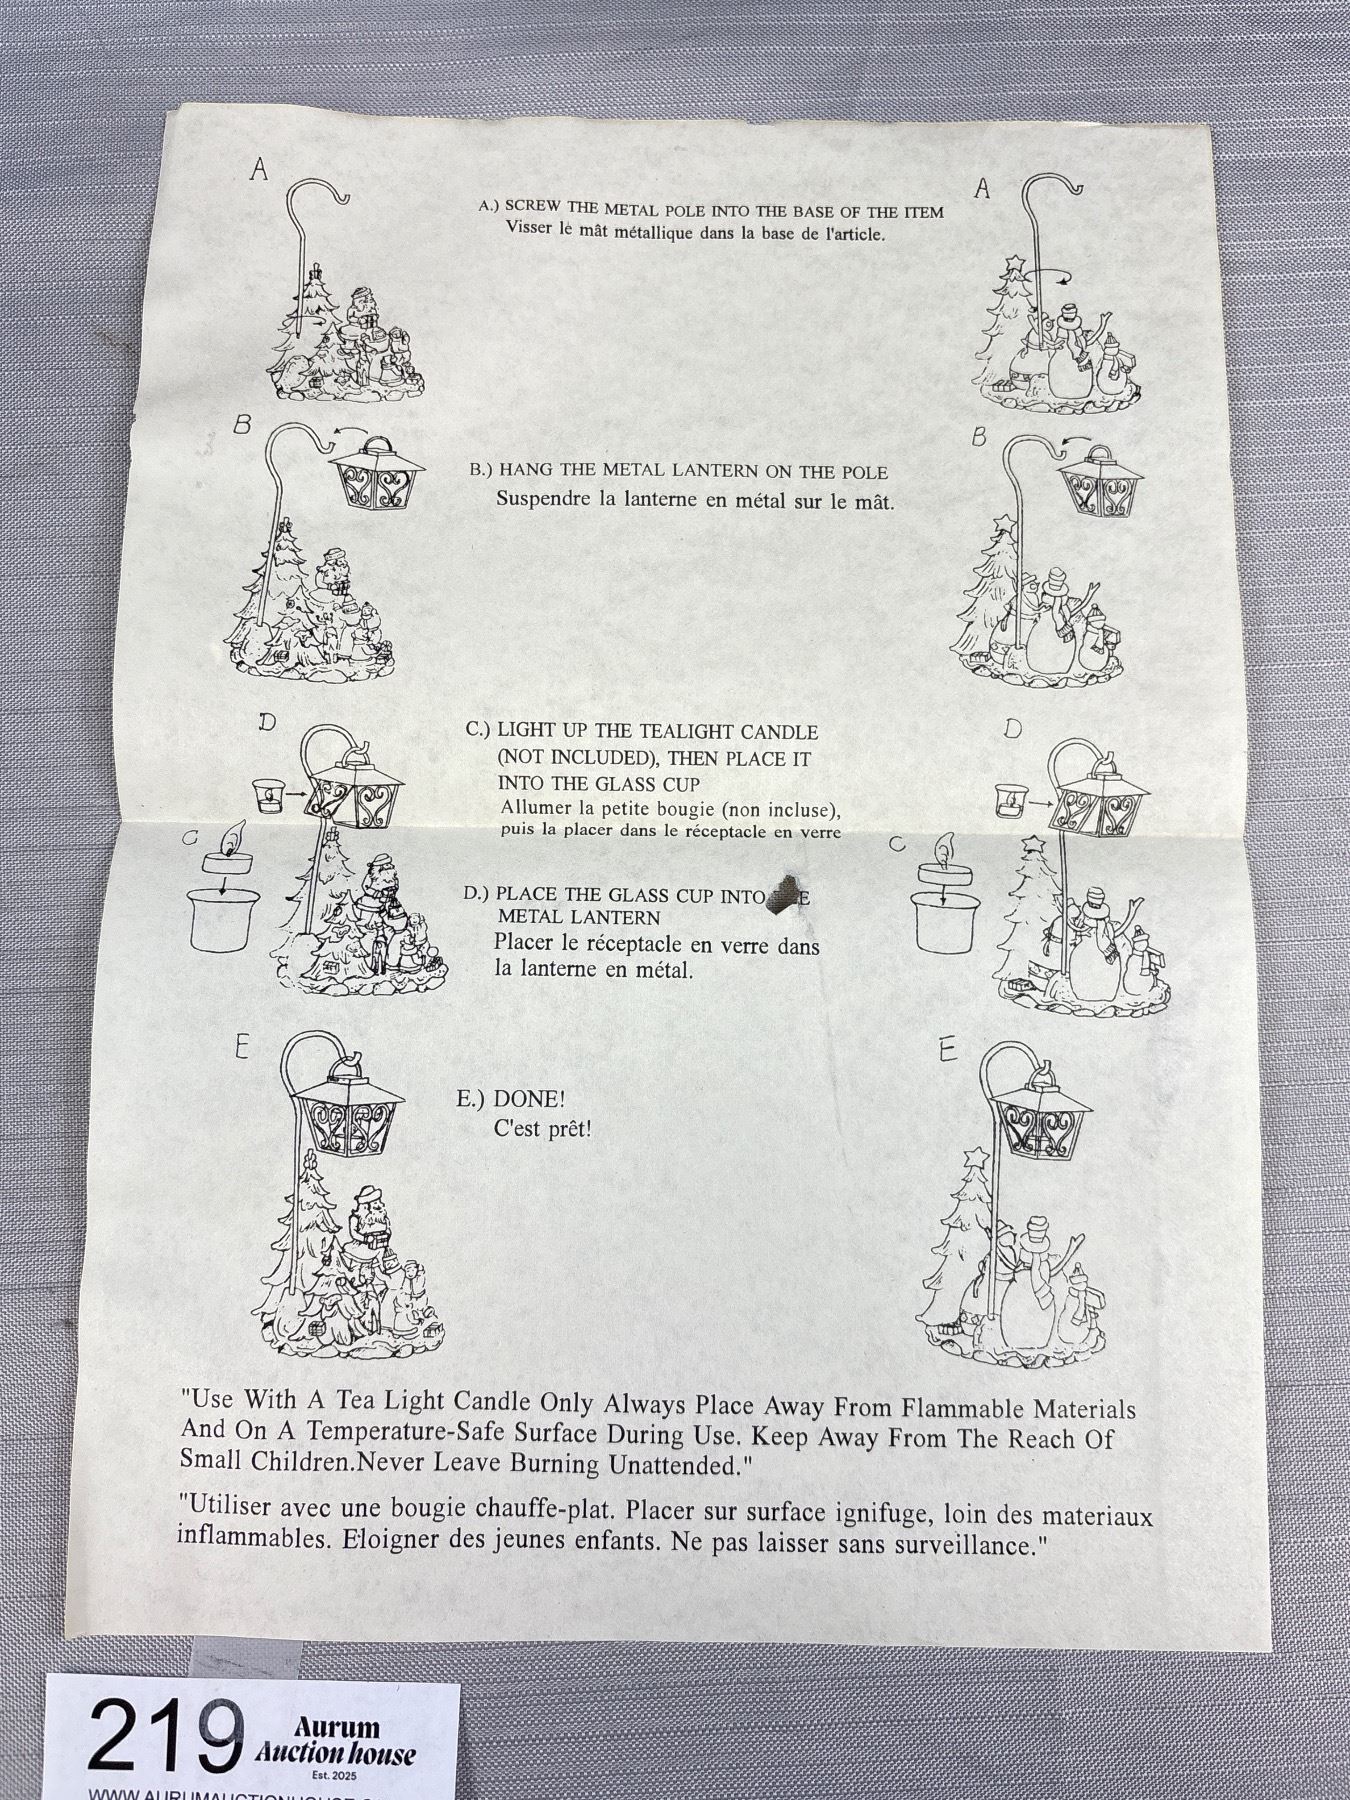 A
A.) SCREW THE METAL POLE INTO THE BASE OF THE ITEM
Visser le mât métallique dans la base de l'article.
A
B
B.) HANG THE METAL LANTERN ON THE POLE
Suspendre la lanterne en métal sur le mât.
B
D
C
C.) LIGHT UP THE TEALIGHT CANDLE
(NOT INCLUDED), THEN PLACE IT
INTO THE GLASS CUP
Allumer la petite bougie (non incluse),
puis la placer dans le réceptacle en verre
D
C
D.) PLACE THE GLASS CUP INTO
METAL LANTERN
Placer le réceptacle en verre dans
la lanterne en métal.
E
E.) DONE!
C'est prêt!
E
"Use With A Tea Light Candle Only Always Place Away From Flammable Materials
And On A Temperature-Safe Surface During Use. Keep Away From The Reach Of
Small Children.Never Leave Burning Unattended."
"Utiliser avec une bougie chauffe-plat. Placer sur surface ignifuge, loin des materiaux
inflammables. Eloigner des jeunes enfants. Ne pas laisser sans surveillance."
219
Aurum
Auction house
Est. 2025